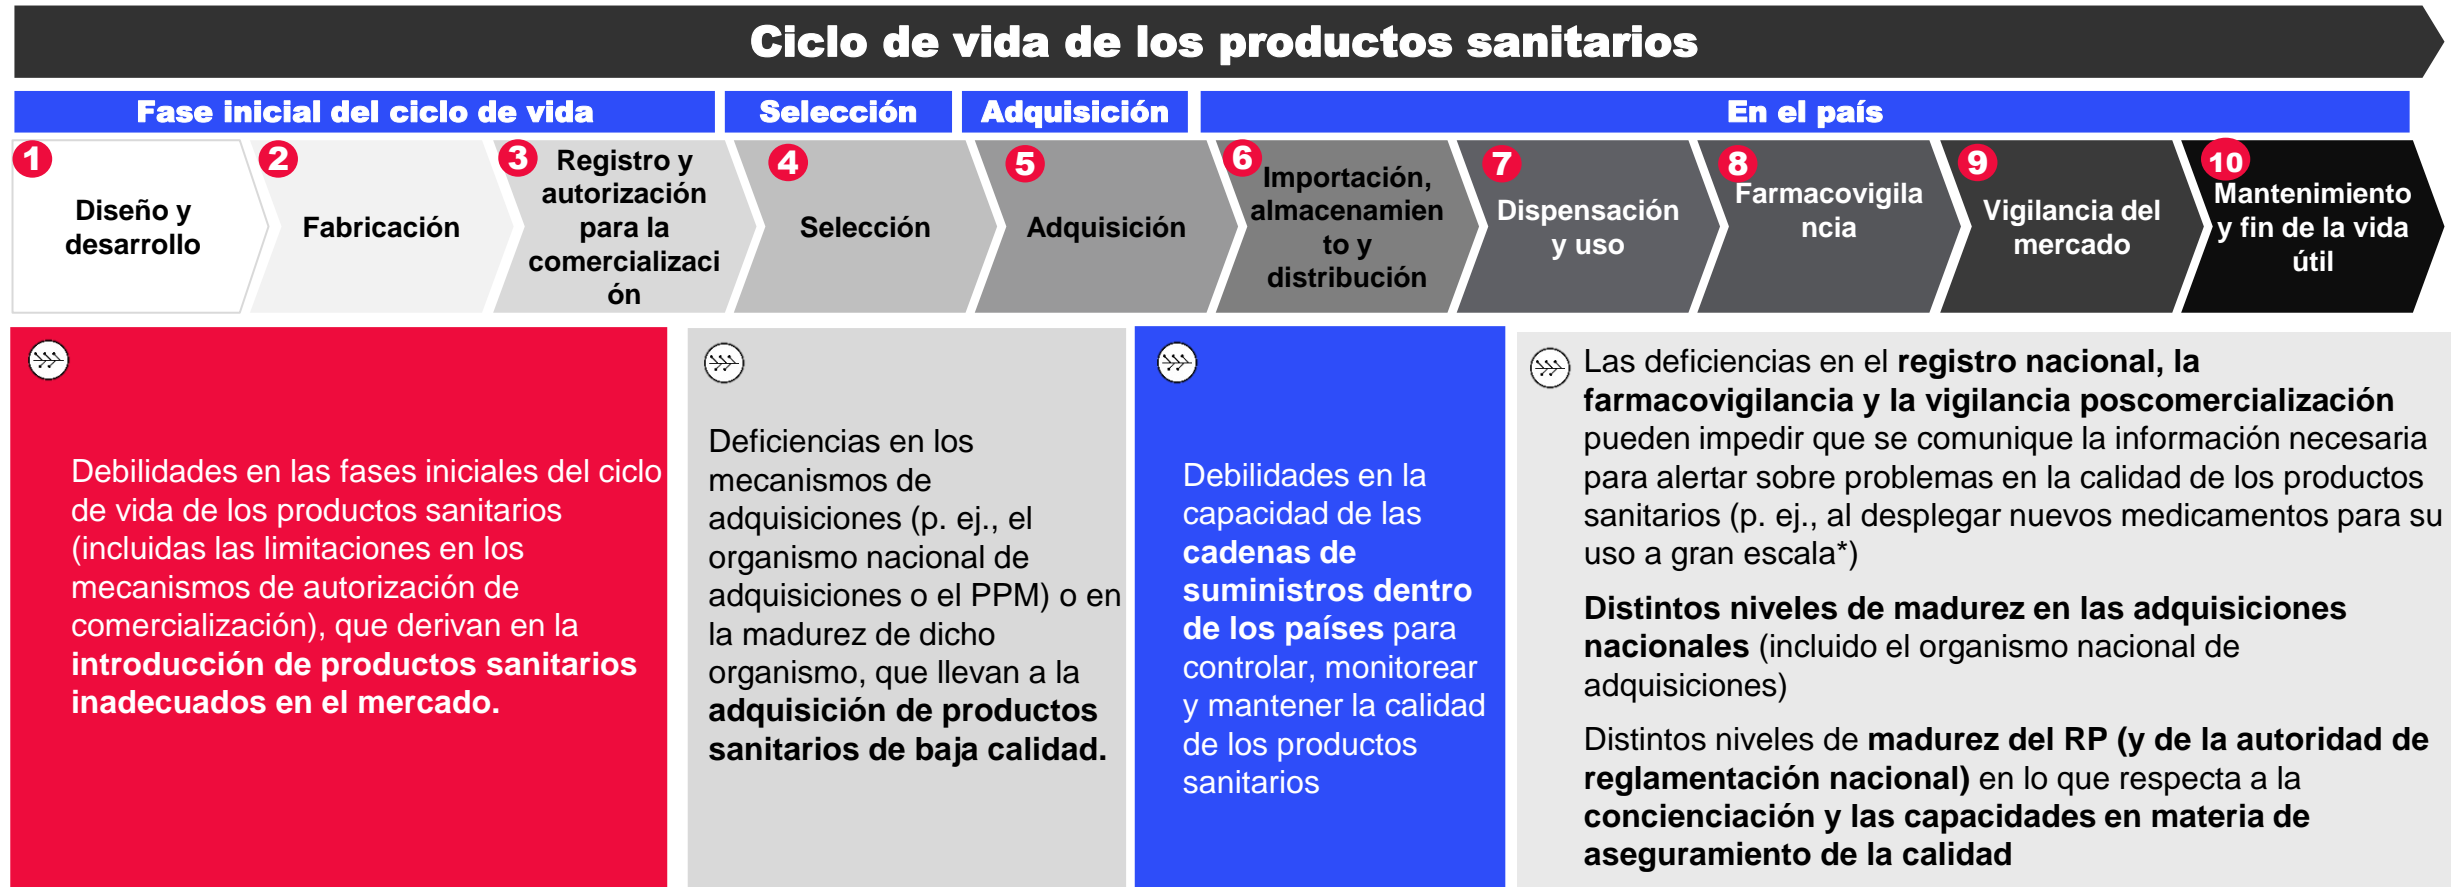 Ciclo de vida de los productos sanitarios
Fase inicial del ciclo de vida
Selección
Adquisición
En el país
1
Diseño y
desarrollo
2
Fabricación
3
Registro y
autorización
para la
comercializaci
ón
4
Selección
5
Adquisición
6
Importación,
almacenamien
to y
distribución
7
Dispensación
y uso
8
Farmacovigila
ncia
9
Vigilancia del
mercado
10
Mantenimiento
y fin de la vida
útil
Debilidades en las fases iniciales del ciclo
de vida de los productos sanitarios
(incluidas las limitaciones en los
mecanismos de autorización de
comercialización), que derivan en la
introducción de productos sanitarios
inadecuados en el mercado.
Deficiencias en los
mecanismos de
adquisiciones (p. ej., el
organismo nacional de
adquisiciones o el PPM) o en
la madurez de dicho
organismo, que llevan a la
adquisición de productos
sanitarios de baja calidad.
Debilidades en la
capacidad de las
cadenas de
suministros dentro
de los países para
controlar, monitorear
y mantener la calidad
de los productos
sanitarios
Las deficiencias en el registro nacional, la
farmacovigilancia y la vigilancia poscomercialización
pueden impedir que se comunique la información necesaria
para alertar sobre problemas en la calidad de los productos
sanitarios (p. ej., al desplegar nuevos medicamentos para su
uso a gran escala*)
Distintos niveles de madurez en las adquisiciones
nacionales (incluido el organismo nacional de
adquisiciones)
Distintos niveles de madurez del RP (y de la autoridad de
reglamentación nacional) en lo que respecta a la
concienciación y las capacidades en materia de
aseguramiento de la calidad